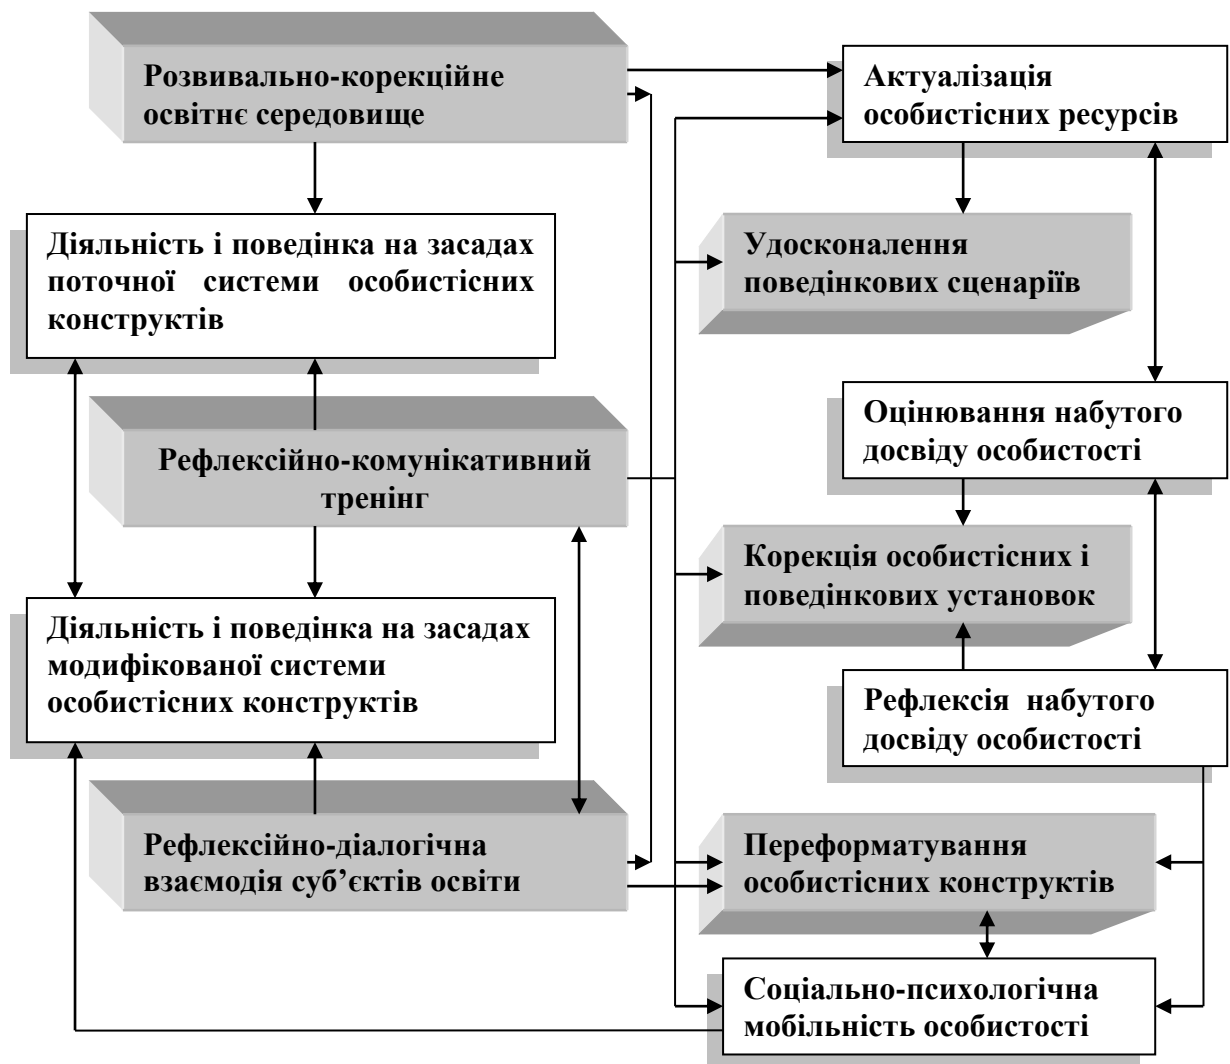 Розвивально-корекційне
освітнє середовище
Актуалізація
особистісних ресурсів
Діяльність і поведінка на засадах
поточної системи особистісних
конструктів
Удосконалення
поведінкових сценаріїв
Рефлексійно-комунікативний
тренінг
Оцінювання набутого
досвіду особистості
Корекція особистісних і
поведінкових установок
Діяльність і поведінка на засадах
модифікованої системи
особистісних конструктів
Рефлексія набутого
досвіду особистості
Рефлексійно-діалогічна
взаємодія суб’єктів освіти
Переформатування
особистісних конструктів
Соціально-психологічна
мобільність особистості